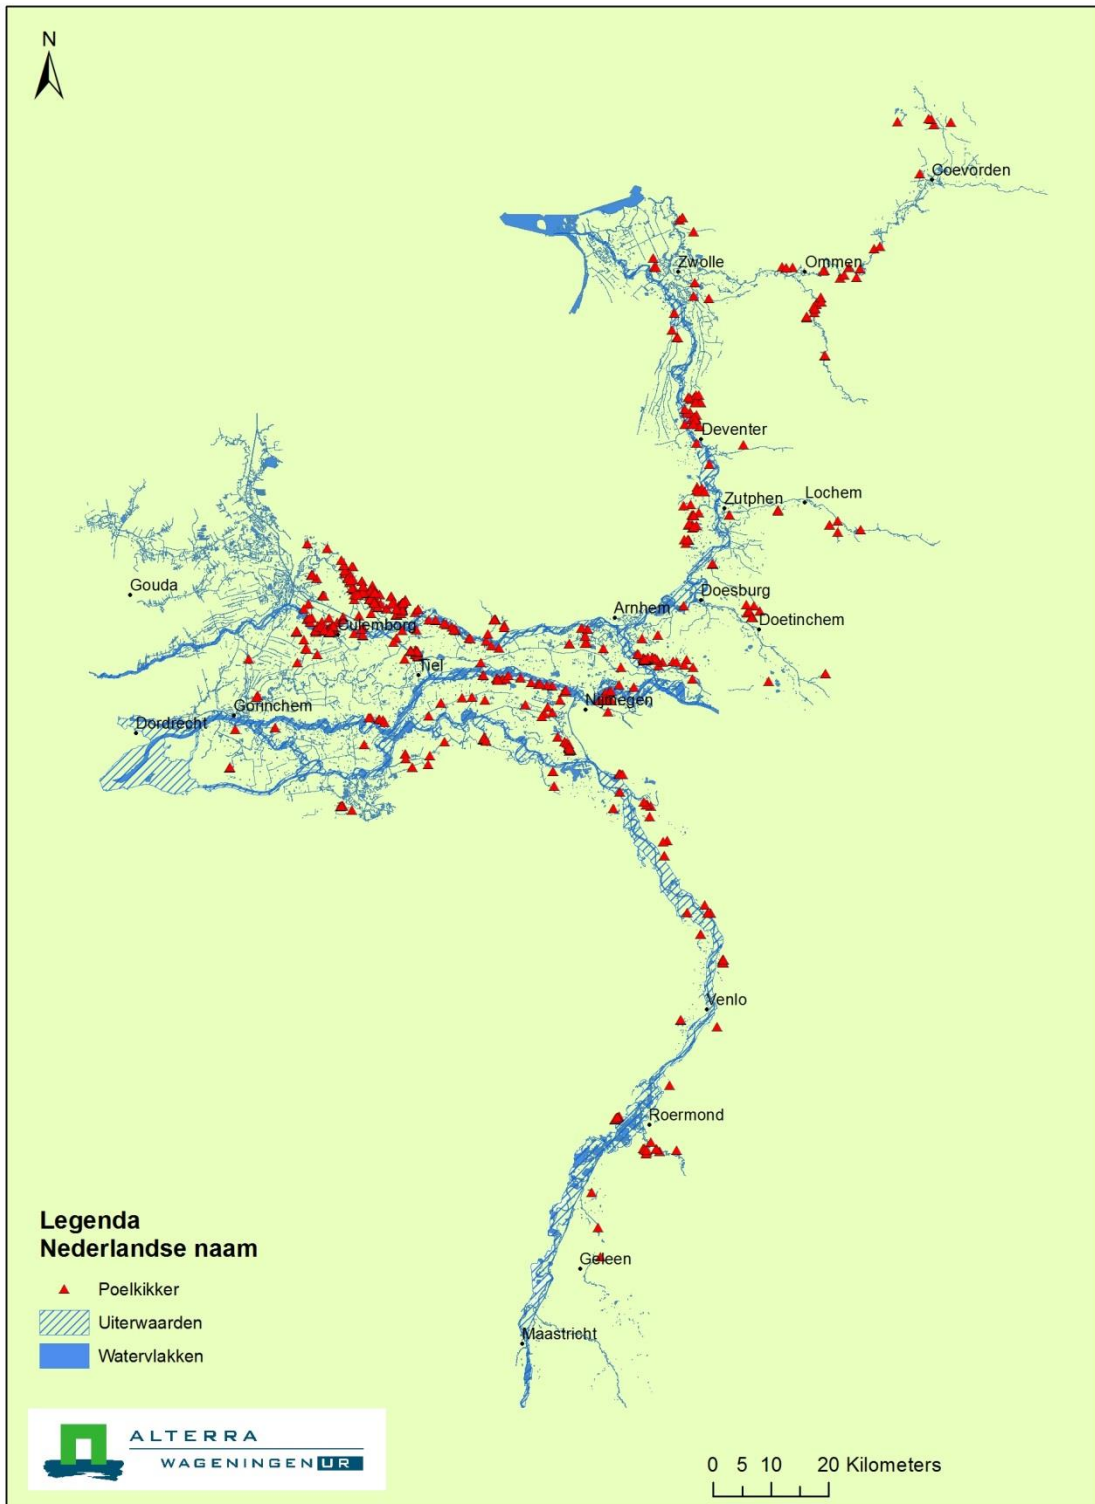 N
Coevorden
Zwolle
Ommen
Deventer
Zutphen
Lochem
Gouda
Doesburg
Arnhem
Doetinchem
Culemborg
Tiel
Nijmegen
Gorinchem
Dordrecht
Venlo
Roermond
Geleen
Maastricht
Legenda
Nederlandse naam
Poelkikker
Uiterwaarden
Watervlakken
ALTERRA
WAGENINGEN UR
0 5 10 20 Kilometers